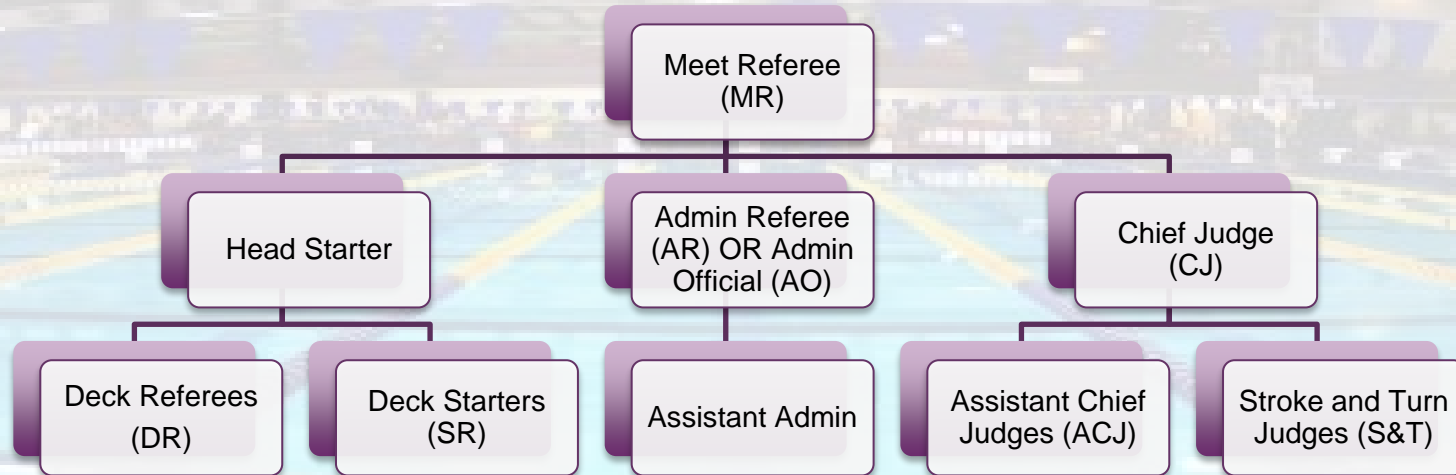 Meet Referee
(MR)
Head Starter
Admin Referee
(AR) OR Admin
Official (AO)
Chief Judge
(CJ)
Deck Referees
(DR)
Deck Starters
(SR)
Assistant Admin
Assistant Chief
Judges (ACJ)
Stroke and Turn
Judges (S&T)